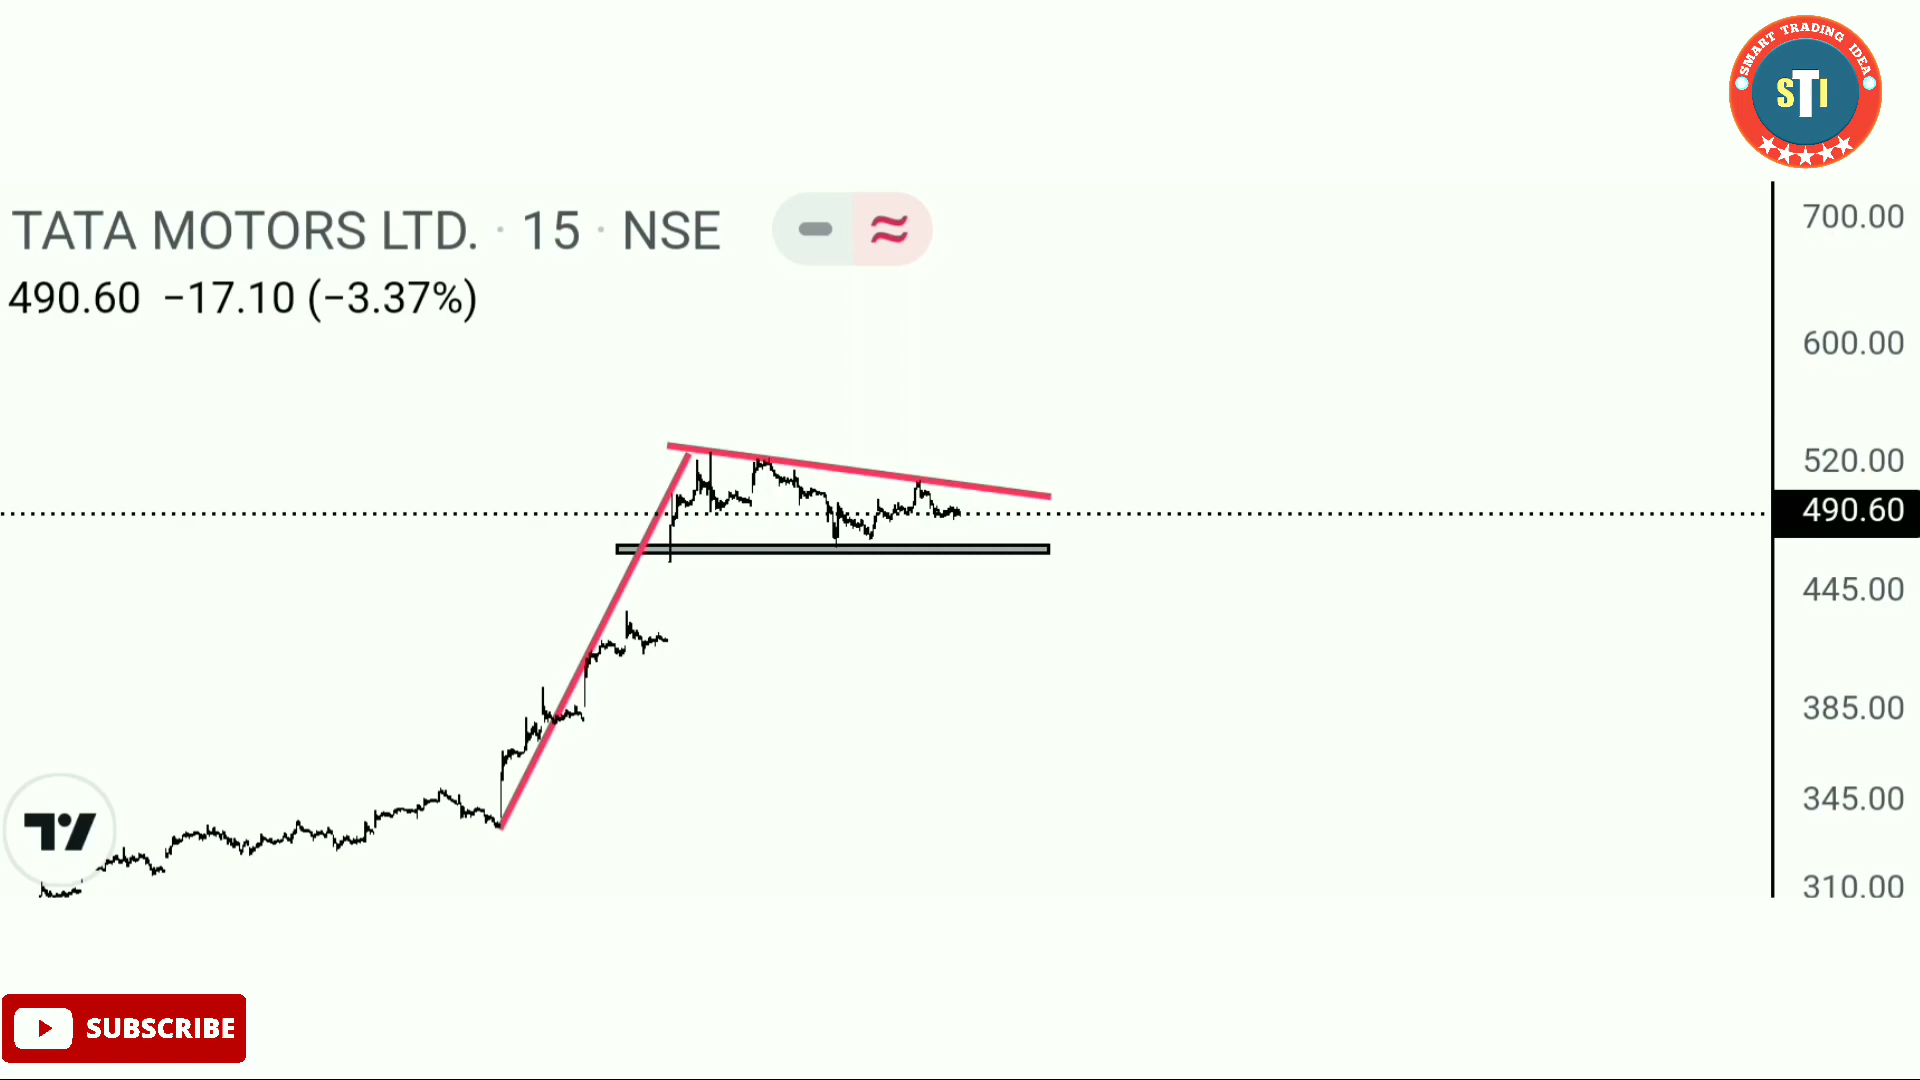 SMART TRADING IDEA
STI
TATA MOTORS LTD. · 15 · NSE
490.60 −17.10 (−3.37%)
700.00
600.00
520.00
490.60
445.00
385.00
345.00
310.00
SUBSCRIBE